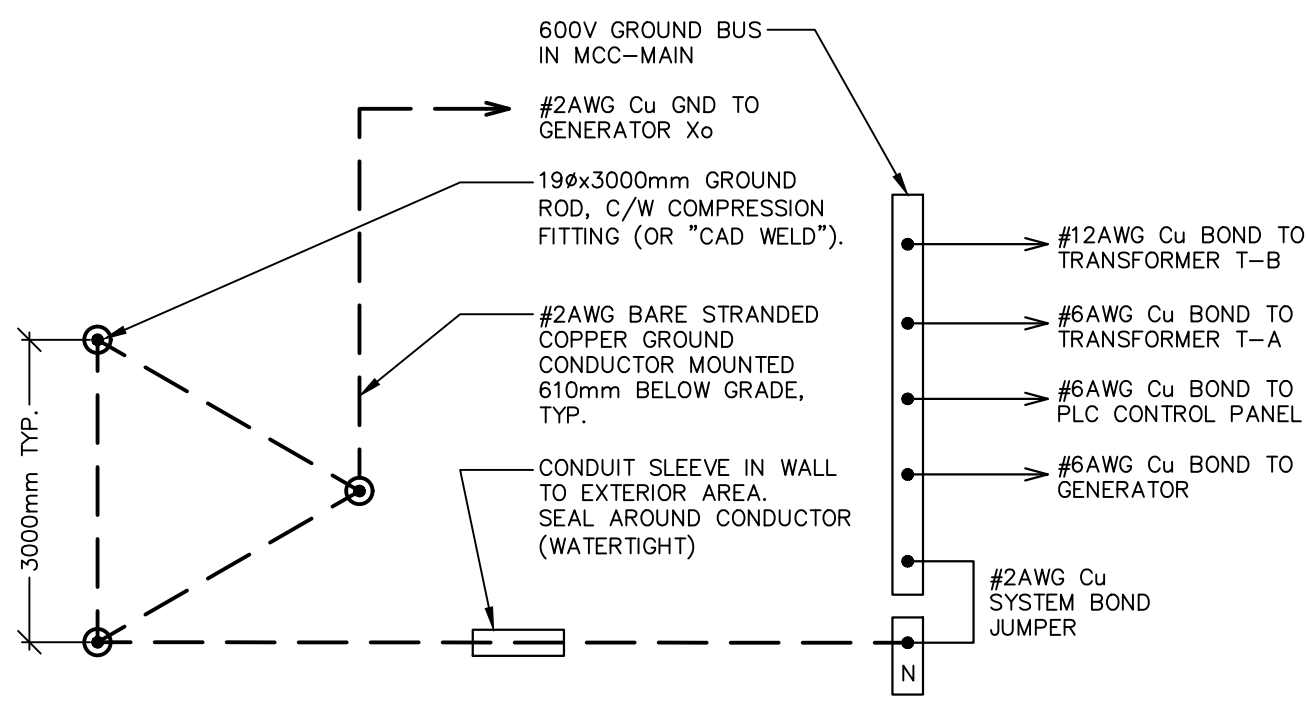 600V GROUND BUS
IN MCC-MAIN
#2AWG Cu GND TO
GENERATOR Xo
19øx3000mm GROUND
ROD, C/W COMPRESSION
FITTING (OR "CAD WELD").
#2AWG BARE STRANDED
COPPER GROUND
CONDUCTOR MOUNTED
610mm BELOW GRADE,
TYP.
CONDUIT SLEEVE IN WALL
TO EXTERIOR AREA.
SEAL AROUND CONDUCTOR
(WATERTIGHT)
3000mm TYP.
#12AWG Cu BOND TO
TRANSFORMER T-B
#6AWG Cu BOND TO
TRANSFORMER T-A
#6AWG Cu BOND TO
PLC CONTROL PANEL
#6AWG Cu BOND TO
GENERATOR
#2AWG Cu
SYSTEM BOND
JUMPER
N